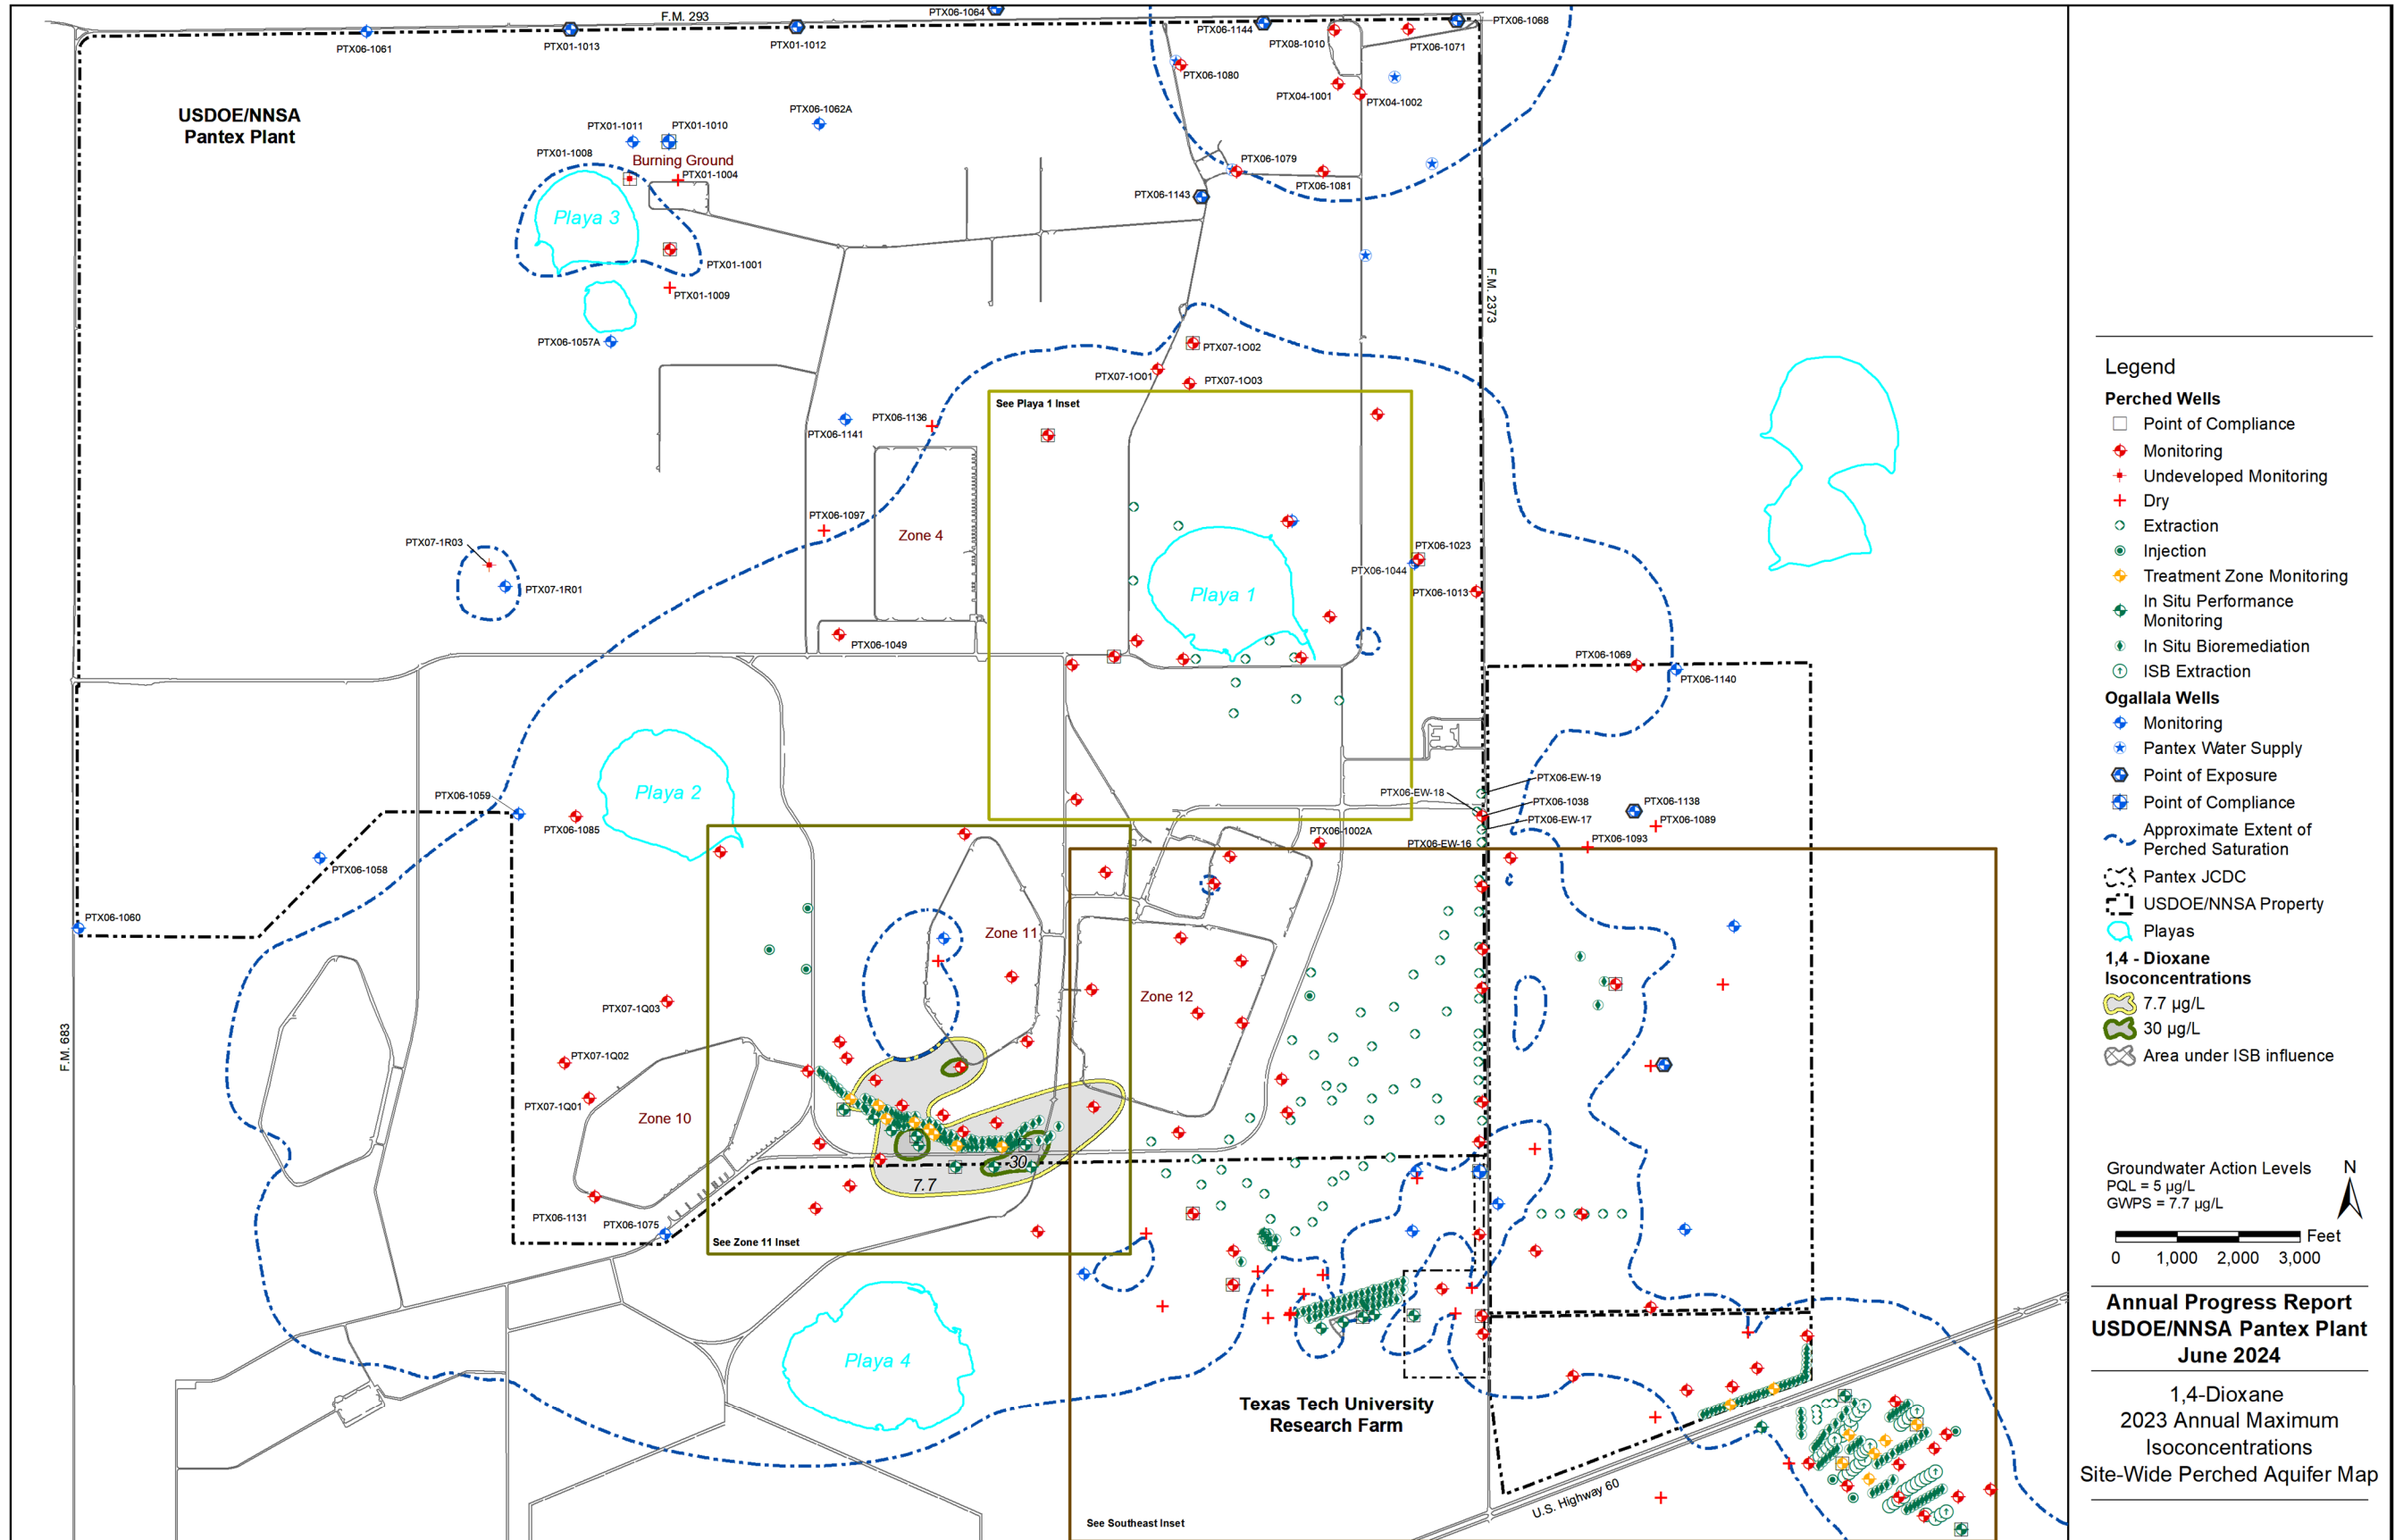 F.M. 293
PTX06-1064
PTX06-1061
PTX01-1013
PTX01-1012
PTX06-1144
PTX08-1010
PTX06-1071
PTX06-1068
USDOE/NNSA
Pantex Plant
PTX06-1080
PTX04-1001
PTX04-1002
PTX06-1062A
PTX01-1011
PTX01-1010
PTX01-1008
Burning Ground
PTX01-1004
PTX06-1079
PTX06-1081
PTX06-1143
Playa 3
PTX01-1001
PTX01-1009
F.M. 2373
PTX06-1057A
PTX07-1O02
PTX07-1O01
PTX07-1O03
See Playa 1 Inset
PTX06-1136
PTX06-1141
PTX06-1097
Zone 4
PTX07-1R03
PTX07-1R01
PTX06-1023
PTX06-1044
PTX06-1013
Playa 1
PTX06-1049
PTX06-1069
PTX06-1140
Playa 2
PTX06-1059
PTX06-1085
PTX06-EW-19
PTX06-EW-18
PTX06-1038
PTX06-EW-17
PTX06-1138
PTX06-1089
PTX06-1002A
PTX06-EW-16
PTX06-1093
PTX06-1058
PTX06-1060
Zone 11
Zone 12
PTX07-1Q03
F.M. 683
PTX07-1Q02
PTX07-1Q01
Zone 10
30
7.7
PTX06-1131
PTX06-1075
See Zone 11 Inset
Playa 4
Texas Tech University
Research Farm
U.S. Highway 60
See Southeast Inset
Legend
Perched Wells
Point of Compliance
Monitoring
Undeveloped Monitoring
Dry
Extraction
Injection
Treatment Zone Monitoring
In Situ Performance
Monitoring
In Situ Bioremediation
ISB Extraction
Ogallala Wells
Monitoring
Pantex Water Supply
Point of Exposure
Point of Compliance
Approximate Extent of
Perched Saturation
Pantex JCDC
USDOE/NNSA Property
Playas
1,4 - Dioxane
Isoconcentrations
7.7 µg/L
30 µg/L
Area under ISB influence
Groundwater Action Levels
PQL = 5 µg/L
GWPS = 7.7 µg/L
N
Feet
0 1,000 2,000 3,000
Annual Progress Report
USDOE/NNSA Pantex Plant
June 2024
1,4-Dioxane
2023 Annual Maximum
Isoconcentrations
Site-Wide Perched Aquifer Map